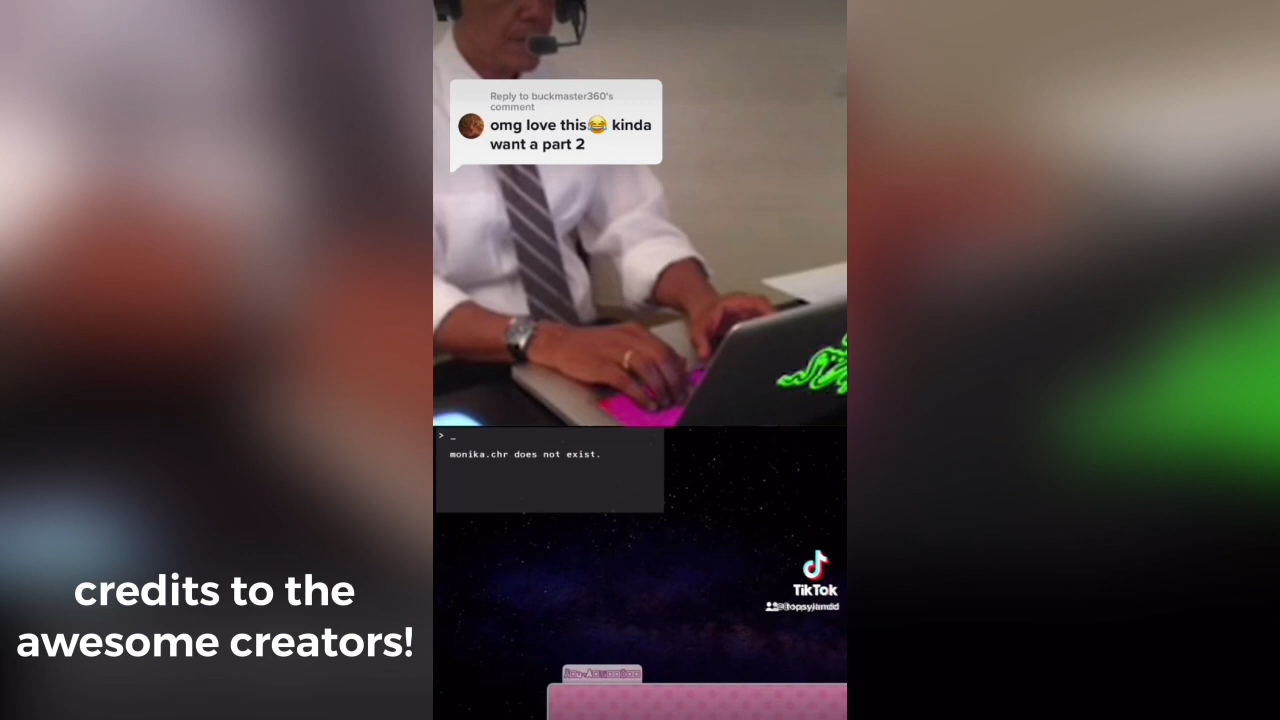 Reply to buckmaster360's
comment
omg love this😂 kinda
want a part 2
> _
monika.chr does not exist.
TikTok
credits to the
awesome creators!